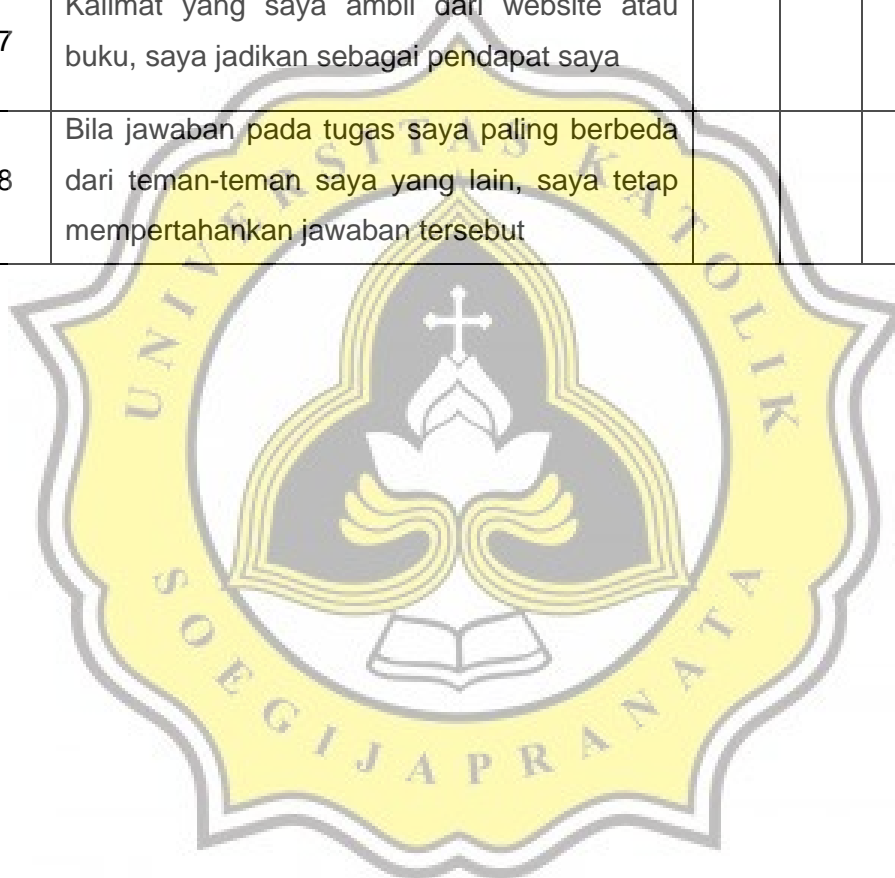 Kalimat yang saya ambil dari website atau
7
buku, saya jadikan sebagai pendapat saya
Bila jawaban pada tugas saya paling berbeda
8
dari teman-teman saya yang lain, saya tetap
mempertahankan jawaban tersebut
UNIVERSITAS KATOLIK
SOEGIJAPRANATA